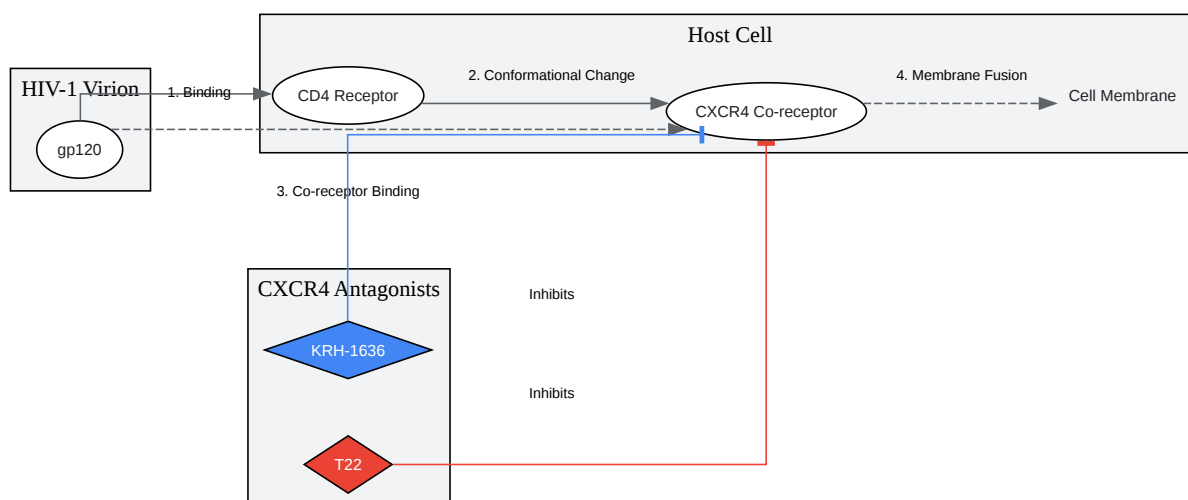 Host Cell
HIV-1 Virion
1. Binding
CD4 Receptor
2. Conformational Change
CXCR4 Co-receptor
4. Membrane Fusion
Cell Membrane
gp120
3. Co-receptor Binding
CXCR4 Antagonists
Inhibits
KRH-1636
Inhibits
T22